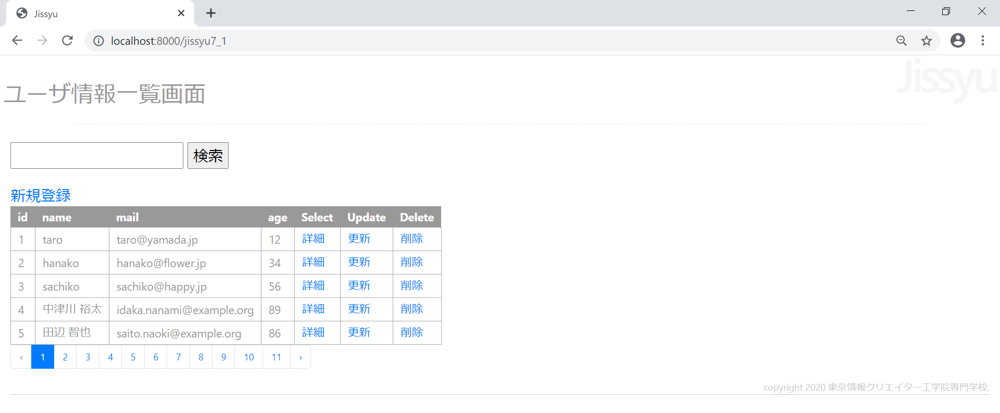 Jissyu
localhost:8000/jissyu7_1
Jissyu
ユーザ情報一覧画面
検索
新規登録
id name mail age Select Update Delete
1 taro taro@yamada.jp 12 詳細 更新 削除
2 hanako hanako@flower.jp 34 詳細 更新 削除
3 sachiko sachiko@happy.jp 56 詳細 更新 削除
4 中津川 裕太 idaka.nanami@example.org 89 詳細 更新 削除
5 田辺 智也 saito.naoki@example.org 86 詳細 更新 削除
‹ 1 2 3 4 5 6 7 8 9 10 11 ›
copyright 2020 東京情報クリエイター工学院専門学校.